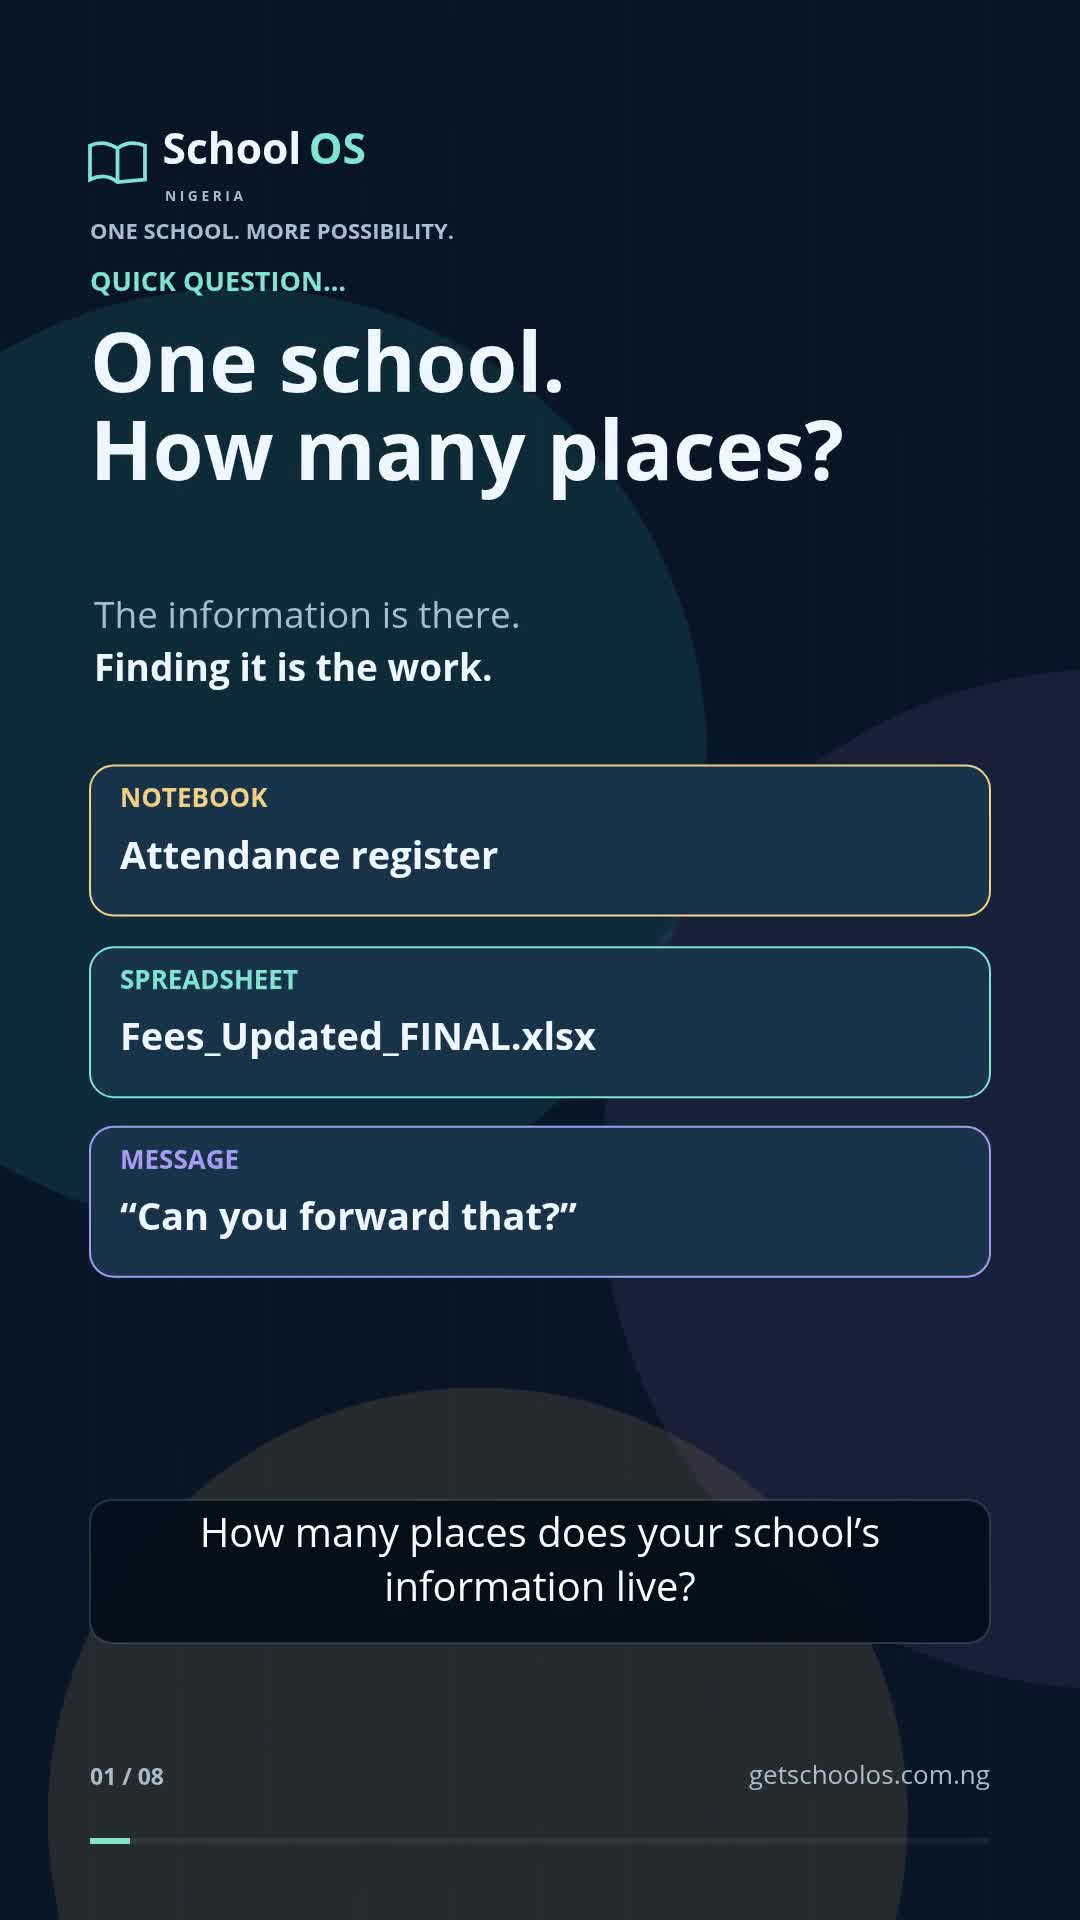 School OS
NIGERIA
ONE SCHOOL. MORE POSSIBILITY.
QUICK QUESTION...
One school.
How many places?
The information is there.
Finding it is the work.
NOTEBOOK
Attendance register
SPREADSHEET
Fees_Updated_FINAL.xlsx
MESSAGE
“Can you forward that?”
How many places does your school’s
information live?
01 / 08
getschoolos.com.ng